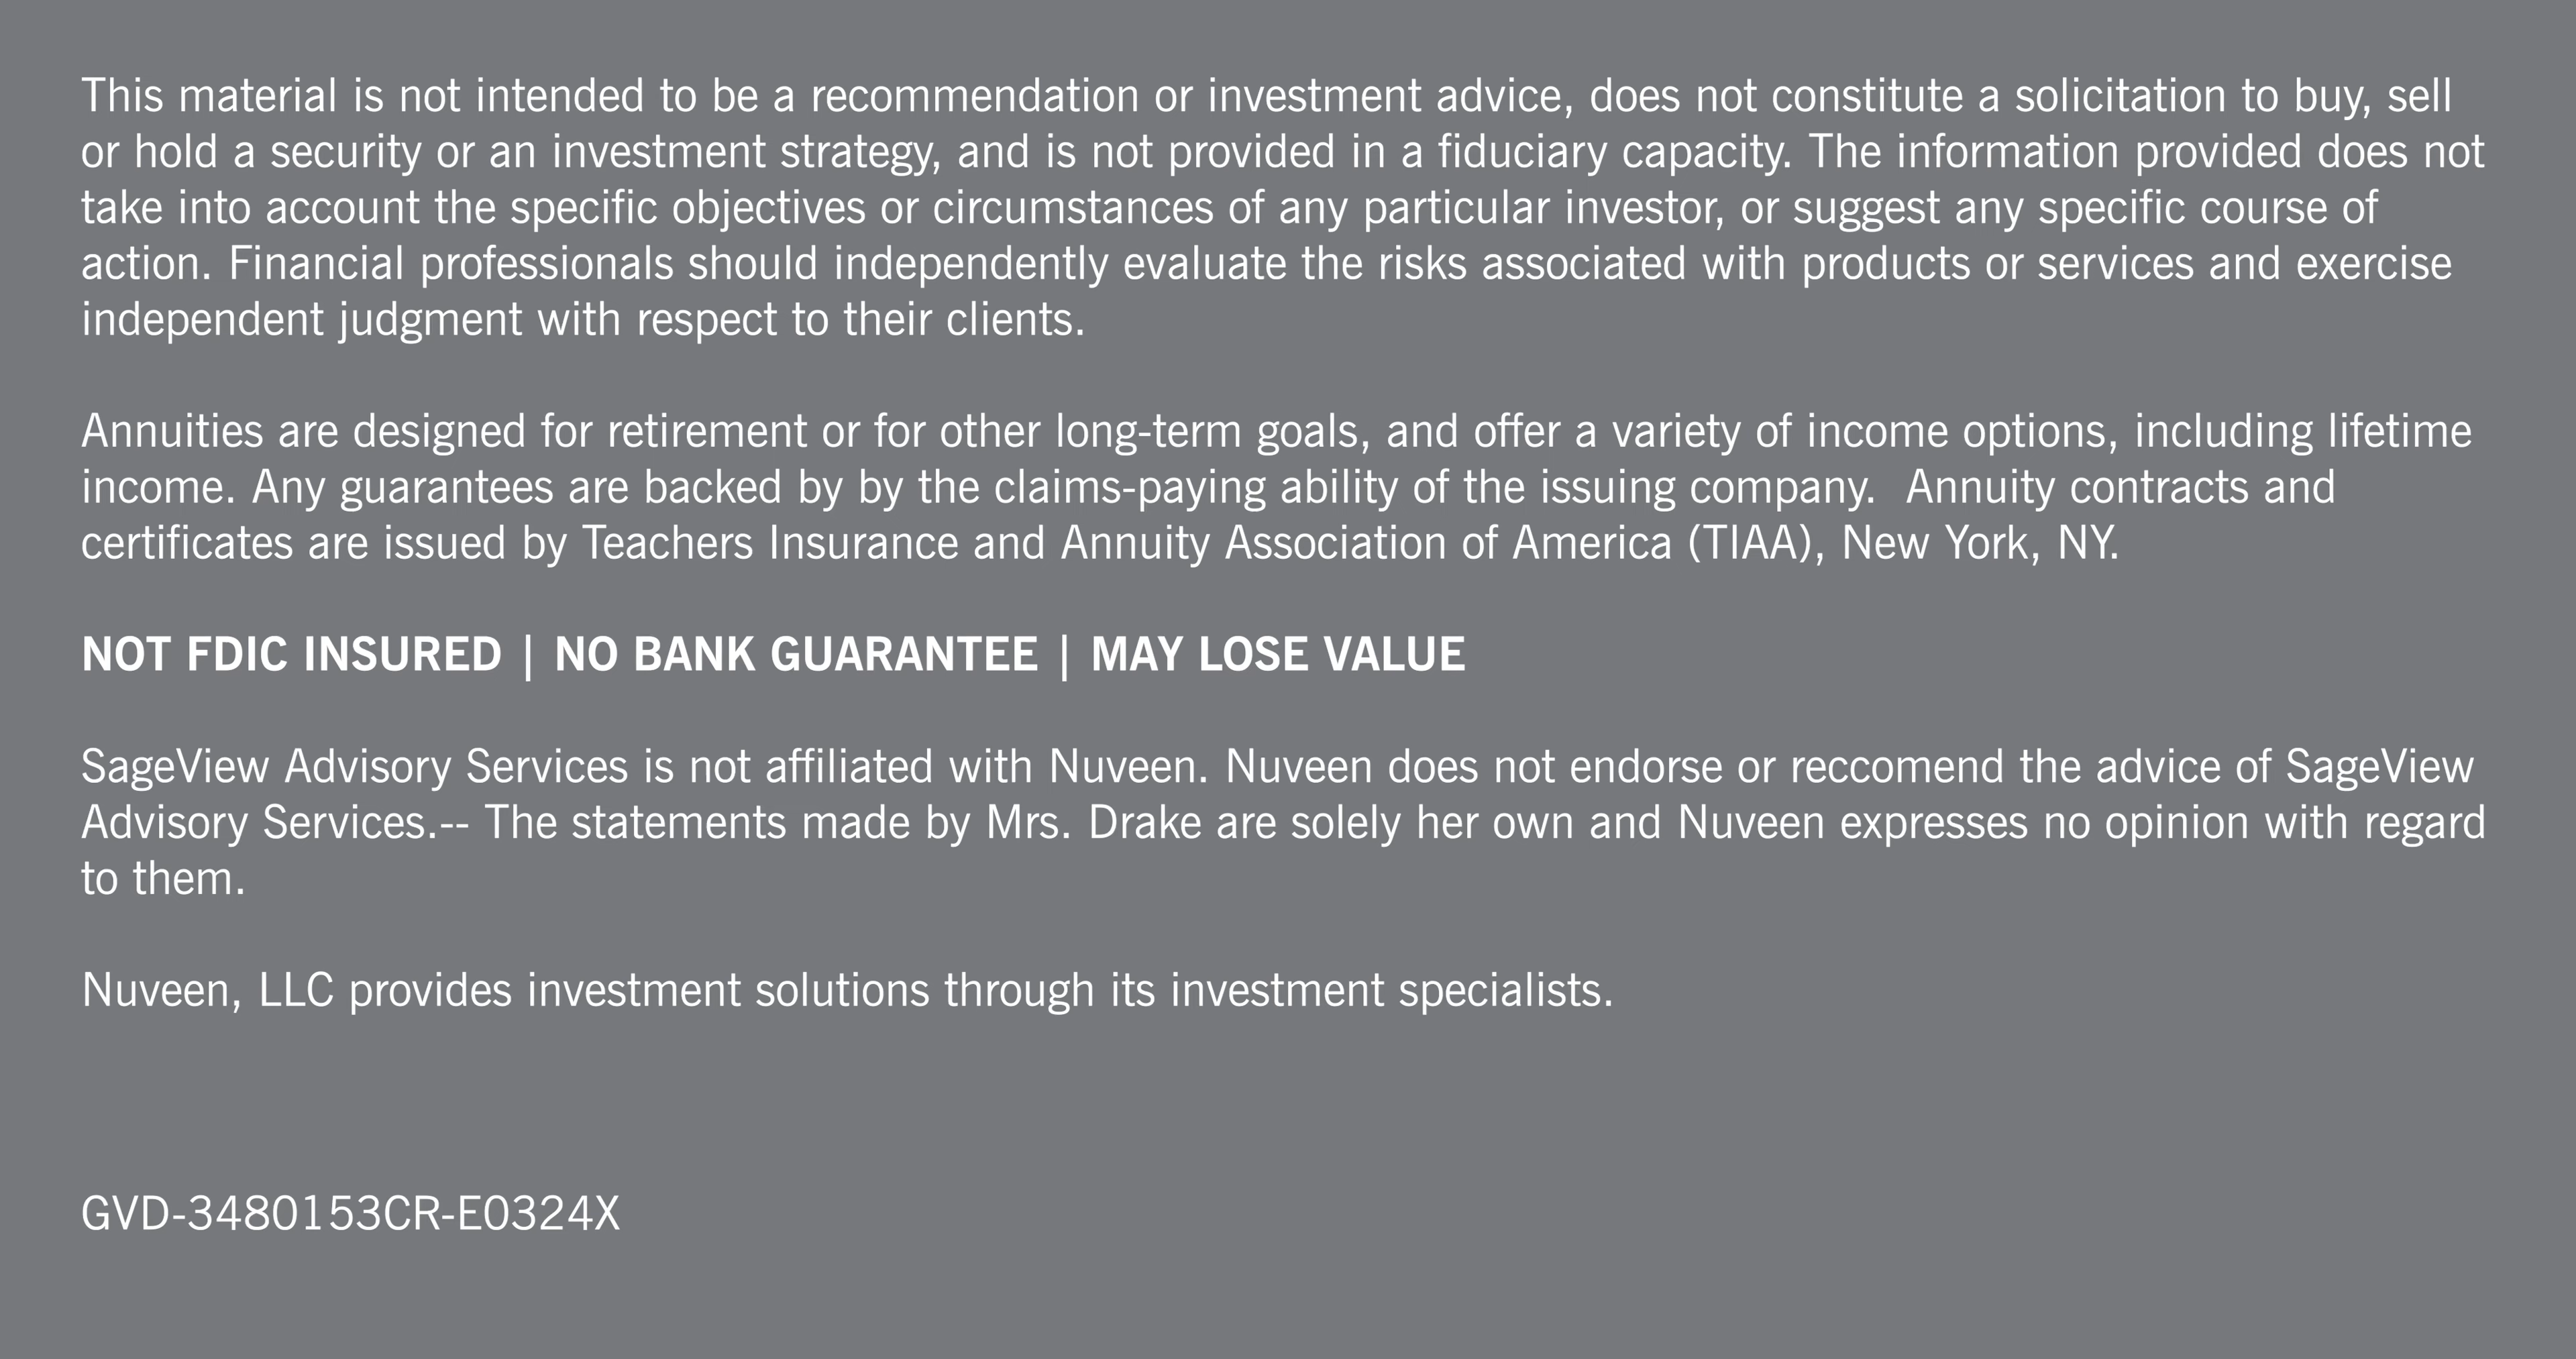 This material is not intended to be a recommendation or investment advice, does not constitute a solicitation to buy, sell
or hold a security or an investment strategy, and is not provided in a fiduciary capacity. The information provided does not
take into account the specific objectives or circumstances of any particular investor, or suggest any specific course of
action. Financial professionals should independently evaluate the risks associated with products or services and exercise
independent judgment with respect to their clients.
Annuities are designed for retirement or for other long-term goals, and offer a variety of income options, including lifetime
income. Any guarantees are backed by by the claims-paying ability of the issuing company.  Annuity contracts and
certificates are issued by Teachers Insurance and Annuity Association of America (TIAA), New York, NY.
NOT FDIC INSURED | NO BANK GUARANTEE | MAY LOSE VALUE
SageView Advisory Services is not affiliated with Nuveen. Nuveen does not endorse or reccomend the advice of SageView
Advisory Services.-- The statements made by Mrs. Drake are solely her own and Nuveen expresses no opinion with regard
to them.
Nuveen, LLC provides investment solutions through its investment specialists.
GVD-3480153CR-E0324X